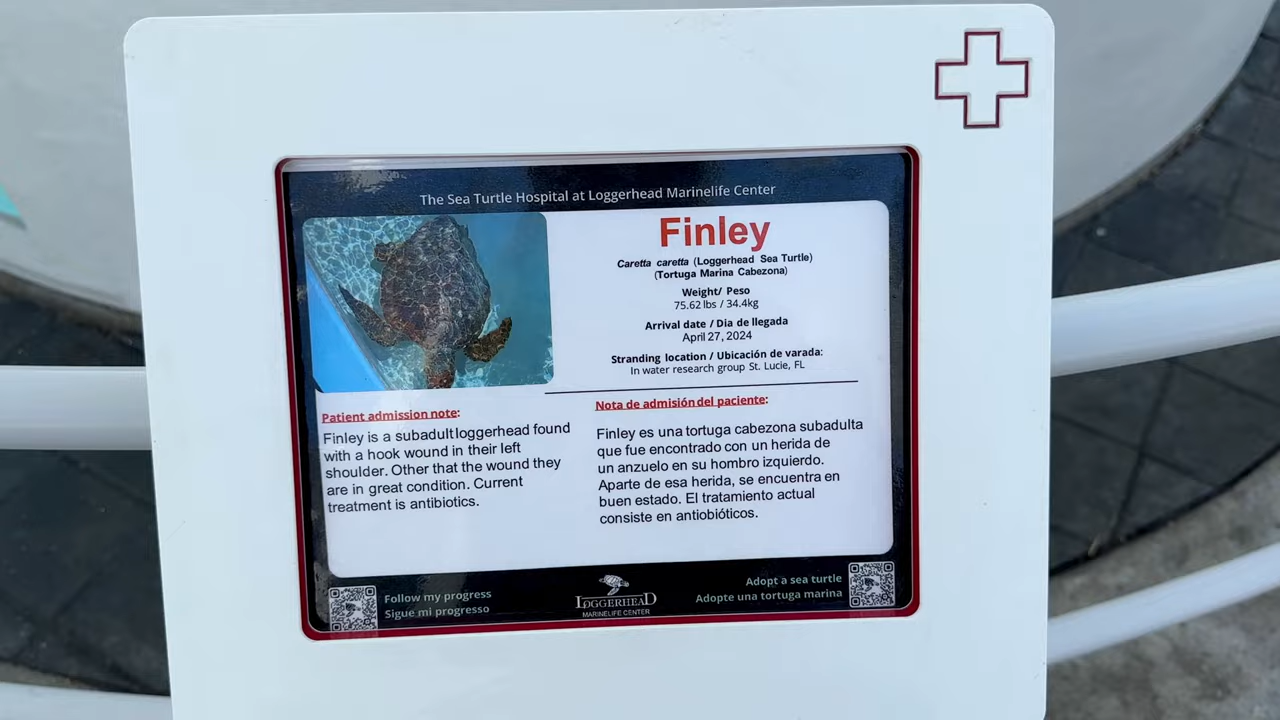 The Sea Turtle Hospital at Loggerhead Marinelife Center
Finley
Caretta caretta (Loggerhead Sea Turtle)
(Tortuga Marina Cabezona)
Weight/ Peso
75.62 lbs / 34.4kg
Arrival date / Dia de llegada
April 27, 2024
Stranding location / Ubicación de varada:
In water research group St. Lucie, FL
Patient admission note:
Finley is a subadult loggerhead found
with a hook wound in their left
shoulder. Other that the wound they
are in great condition. Current
treatment is antibiotics.
Nota de admisión del paciente:
Finley es una tortuga cabezona subadulta
que fue encontrado con un herida de
un anzuelo en su hombro izquierdo.
Aparte de esa herida, se encuentra en
buen estado. El tratamiento actual
consiste en antiobióticos.
Follow my progress
Sigue mi progresso
LOGGERHEAD
MARINELIFE CENTER
Adopt a sea turtle
Adopte una tortuga marina